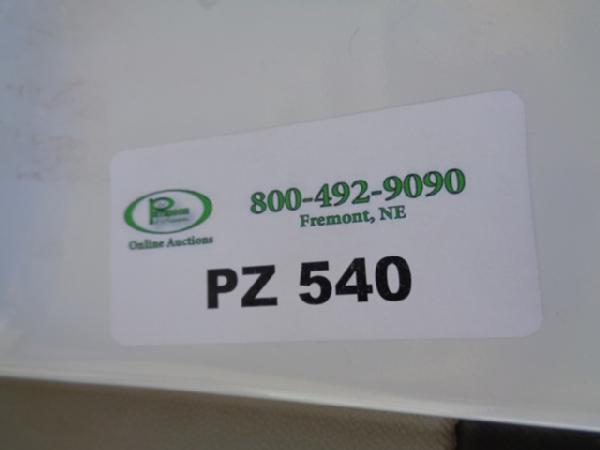 800-492-9090
Fremont, NE
Online Auctions
PZ 540